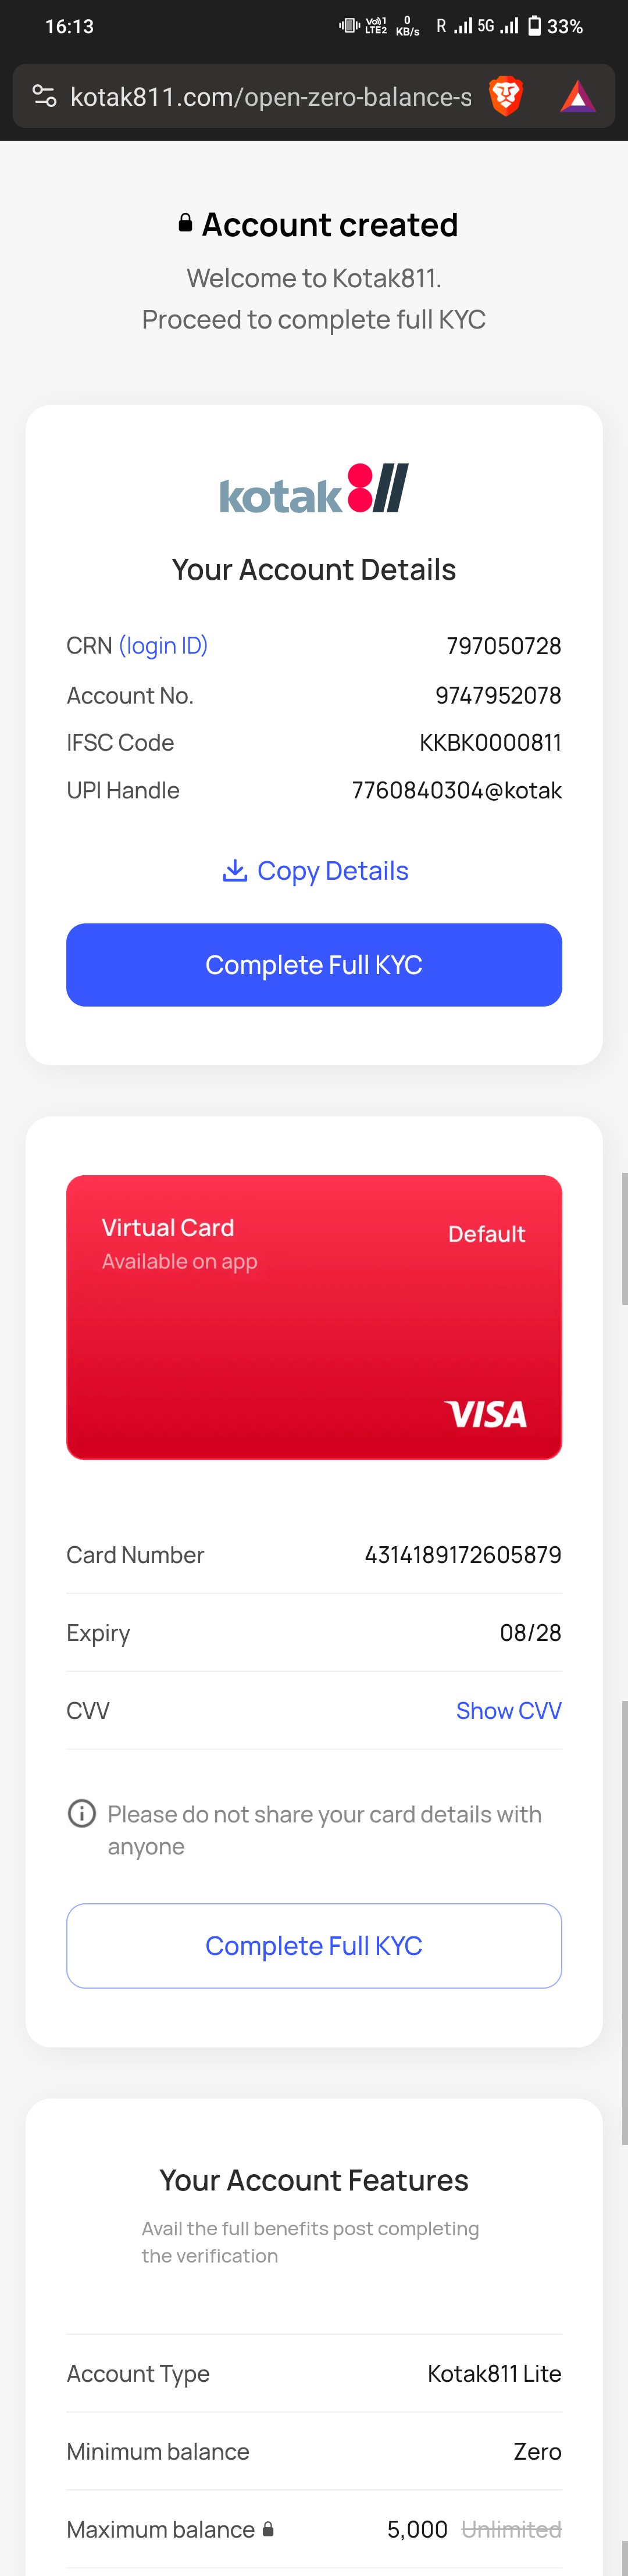 16:13
Vo) 1
LTE2
0
KB/s
R
5G
33%
kotak811.com/open-zero-balance-s
Account created
Welcome to Kotak811.
Proceed to complete full KYC
kotak811
Your Account Details
CRN (login ID) 797050728
Account No. 9747952078
IFSC Code KKBK0000811
UPI Handle 7760840304@kotak
Copy Details
Complete Full KYC
Virtual Card Default
Available on app
VISA
Card Number 4314189172605879
Expiry 08/28
CVV Show CVV
Please do not share your card details with
anyone
Complete Full KYC
Your Account Features
Avail the full benefits post completing
the verification
Account Type Kotak811 Lite
Minimum balance Zero
Maximum balance 5,000 Unlimited